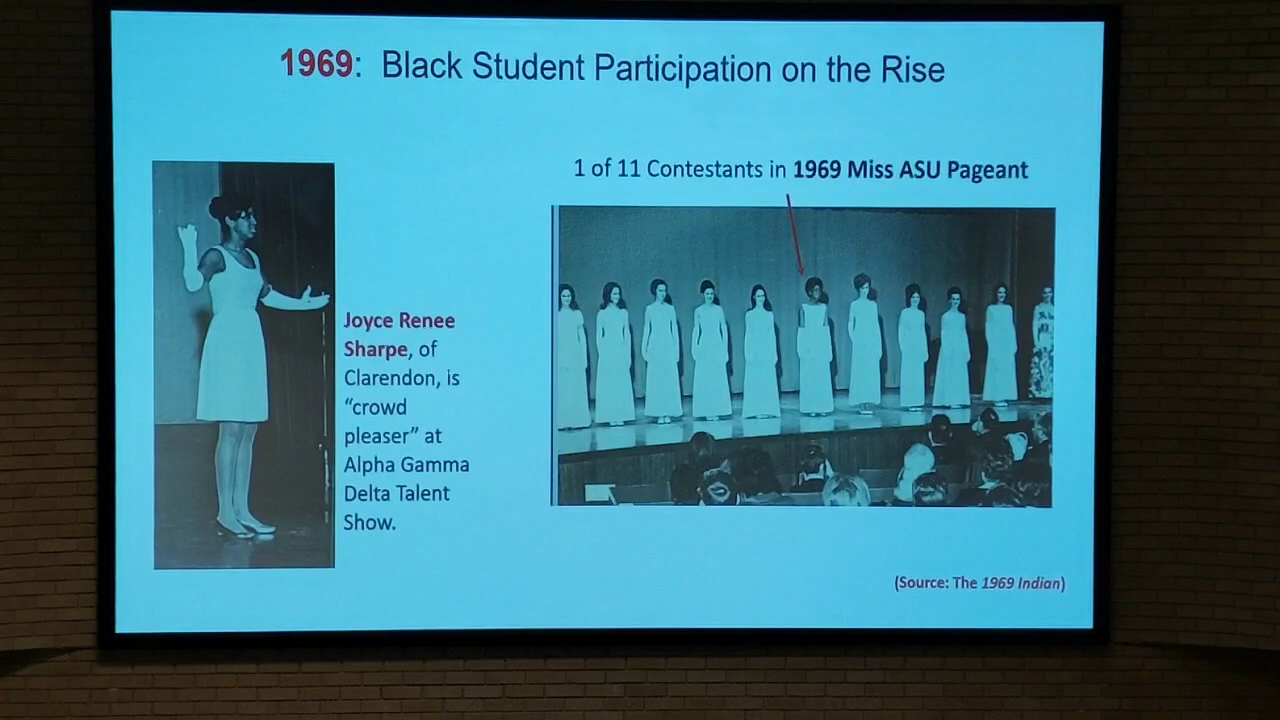 1969: Black Student Participation on the Rise
1 of 11 Contestants in 1969 Miss ASU Pageant
Joyce Renee
Sharpe, of
Clarendon, is
“crowd
pleaser” at
Alpha Gamma
Delta Talent
Show.
(Source: The 1969 Indian)